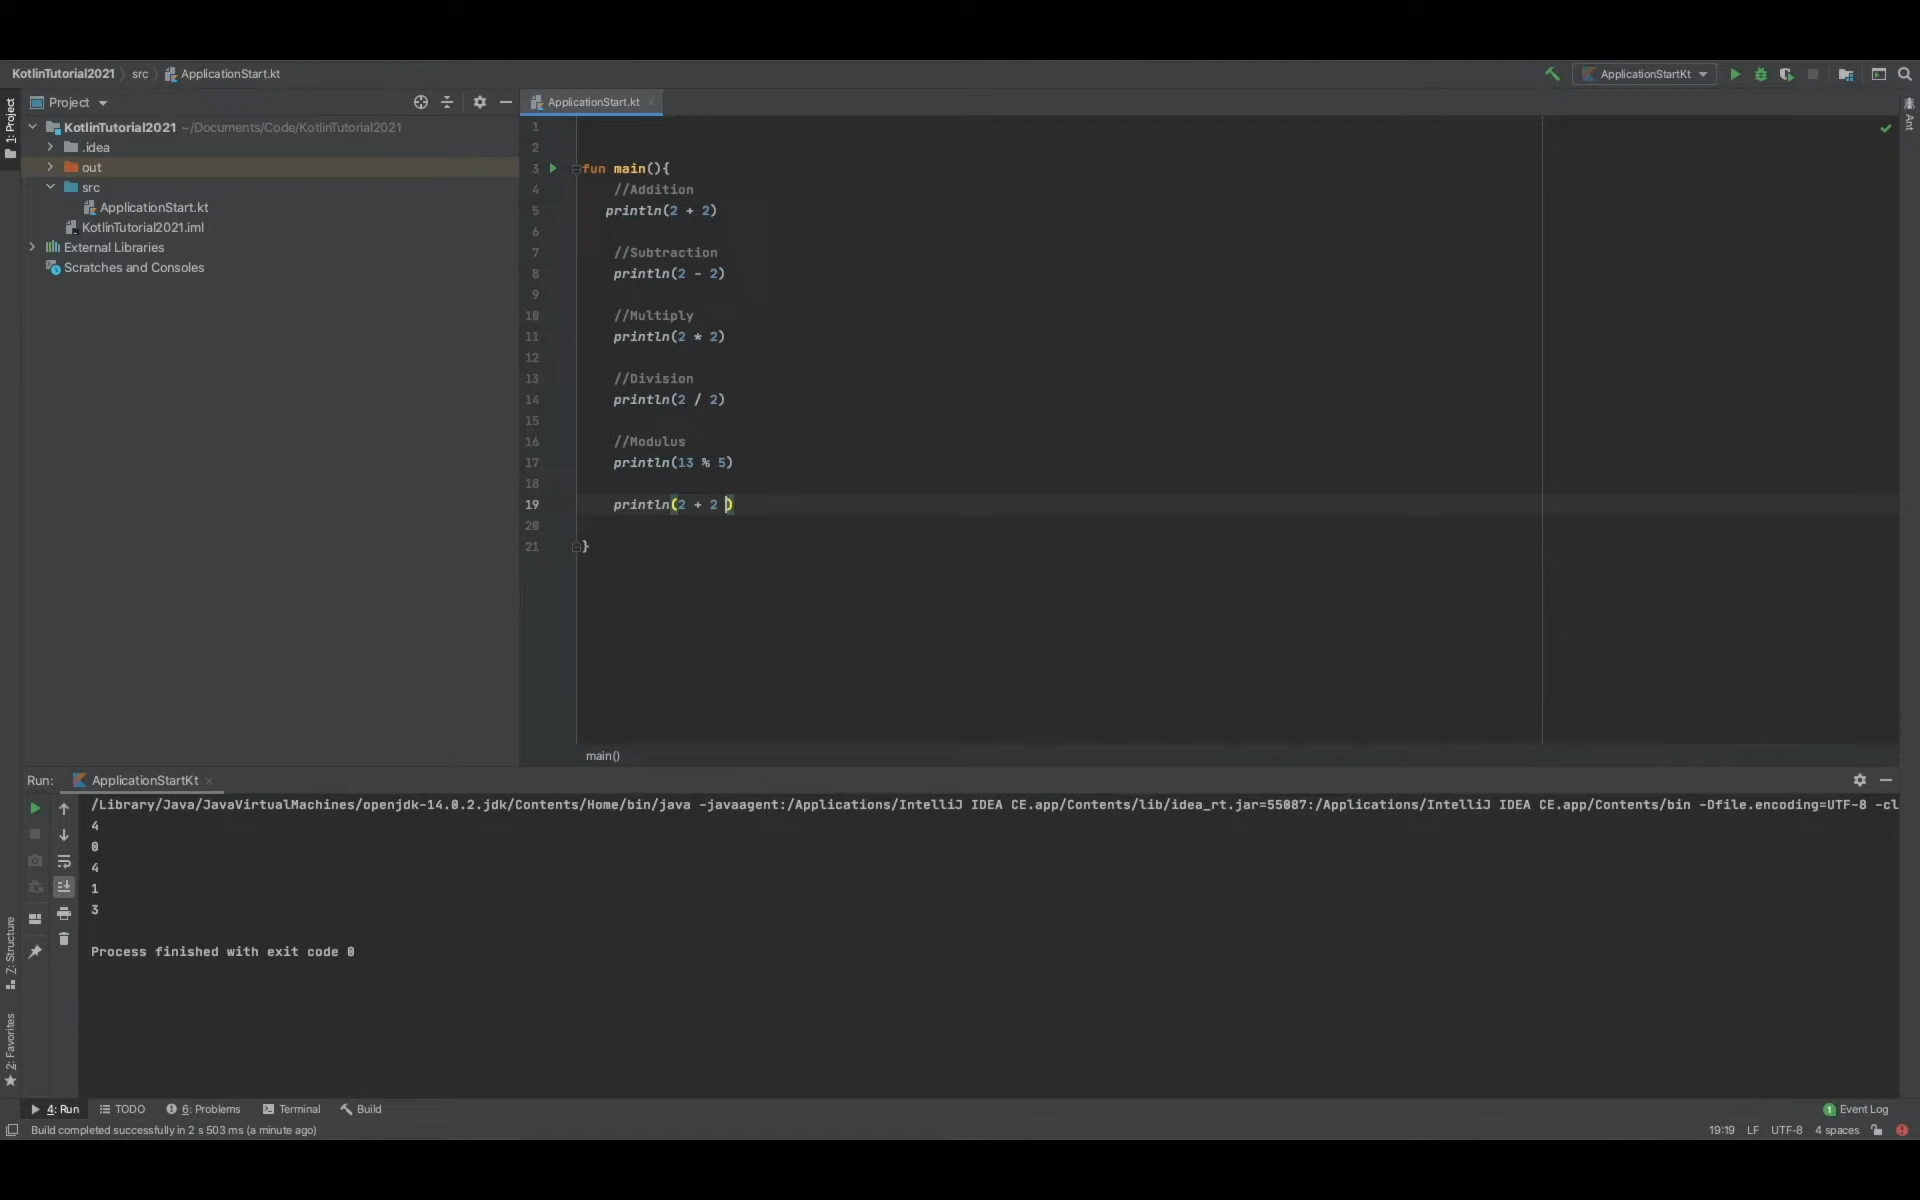 KotlinTutorial2021 src ApplicationStart.kt
ApplicationStartKt
1: Project
Project
ApplicationStart.kt
Ant
KotlinTutorial2021 ~/Documents/Code/KotlinTutorial2021
.idea
out
src
ApplicationStart.kt
KotlinTutorial2021.iml
External Libraries
Scratches and Consoles
1
2
3 fun main(){
4 //Addition
5 println(2 + 2)
6
7 //Subtraction
8 println(2 - 2)
9
10 //Multiply
11 println(2 * 2)
12
13 //Division
14 println(2 / 2)
15
16 //Modulus
17 println(13 % 5)
18
19 println(2 + 2 )
20
21 }
main()
Run: ApplicationStartKt
/Library/Java/JavaVirtualMachines/openjdk-14.0.2.jdk/Contents/Home/bin/java -javaagent:/Applications/IntelliJ IDEA CE.app/Contents/lib/idea_rt.jar=55087:/Applications/IntelliJ IDEA CE.app/Contents/bin -Dfile.encoding=UTF-8 -cl
4
0
4
1
3
Process finished with exit code 0
Z: Structure
2: Favorites
4: Run TODO 6: Problems Terminal Build
1 Event Log
Build completed successfully in 2 s 503 ms (a minute ago)
19:19 LF UTF-8 4 spaces